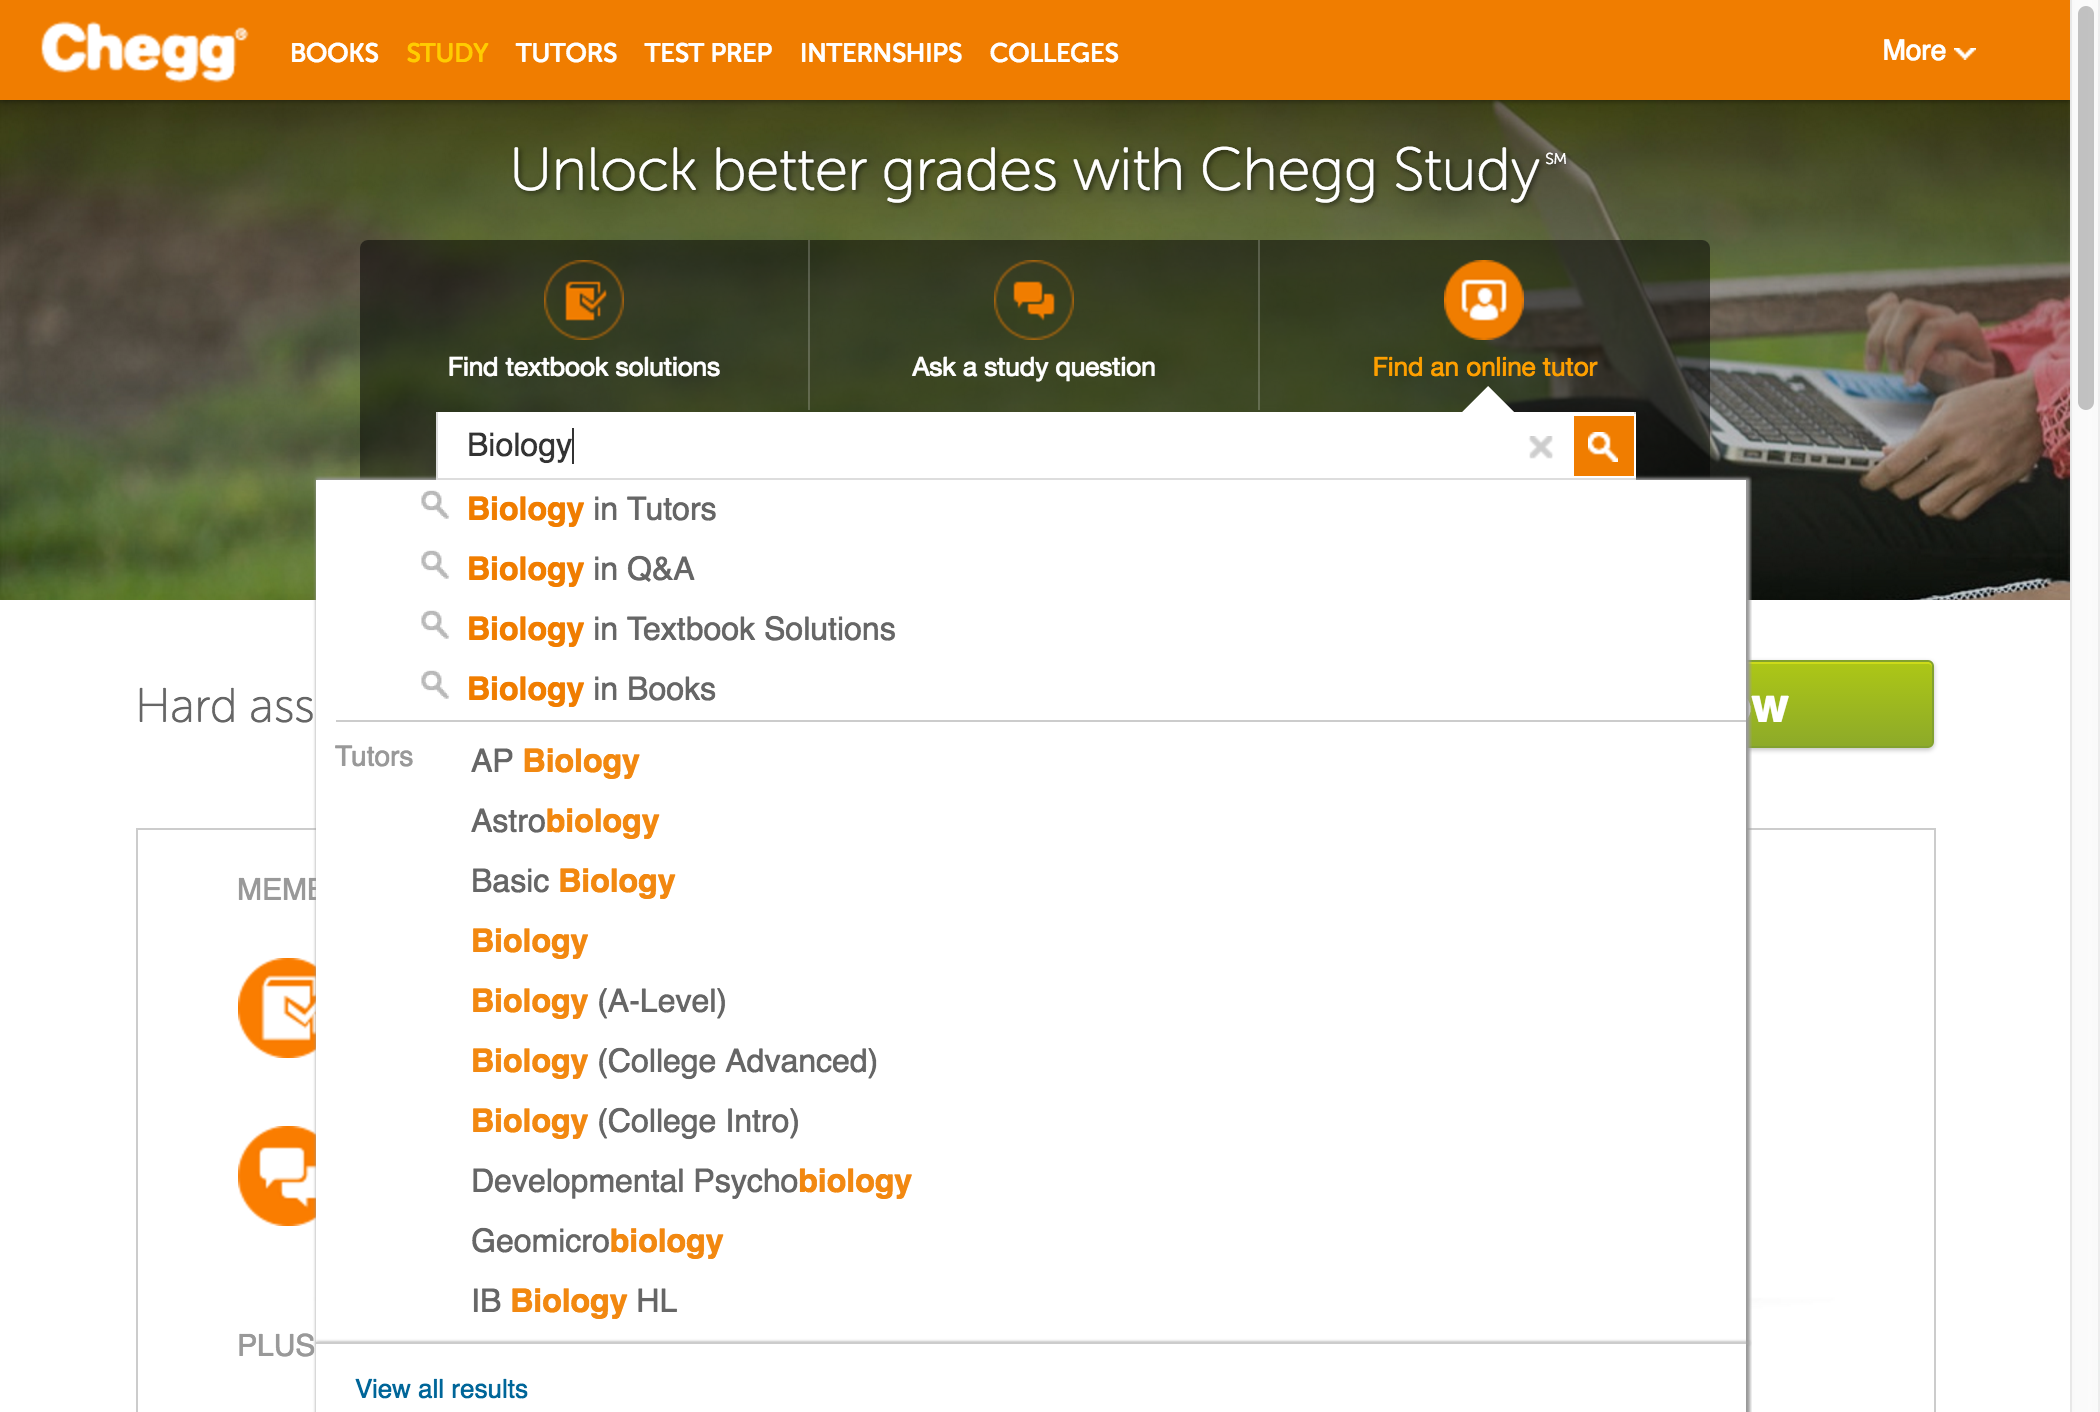 Chegg®
BOOKS STUDY TUTORS TEST PREP INTERNSHIPS COLLEGES More
Unlock better grades with Chegg Study℠
Find textbook solutions
Ask a study question
Find an online tutor
Biology
Biology in Tutors
Biology in Q&A
Biology in Textbook Solutions
Biology in Books
Hard
Tutors
AP Biology
Astrobiology
Basic Biology
Biology
Biology (A-Level)
Biology (College Advanced)
Biology (College Intro)
Developmental Psychobiology
Geomicrobiology
IB Biology HL
PLUS
View all results